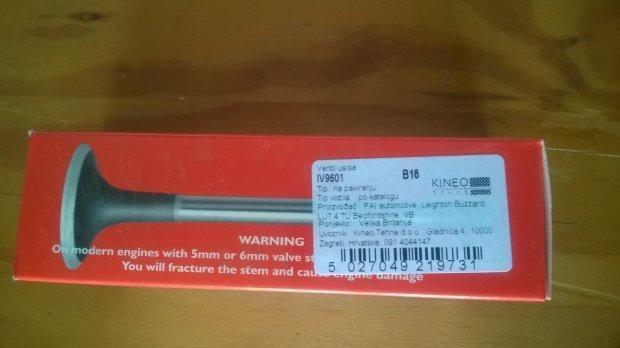 Ventil usisa
IV9601 B16
KINEO
Tip: na pakiranju
Tip vozila: po katalogu
Proizvođač: FAI automotive, Leighton Buzzard,
LUT 4 TU Bedfordshire, VB
Porijeklo: Velika Britanija
Uvoznik: Kineo Tehne d.o.o., Gladnica 4, 10000
Zagreb, Hrvatska, 091 4044147
5 027049 219731
WARNING
On modern engines with 5mm or 6mm valve
You will fracture the stem and cause engine damage